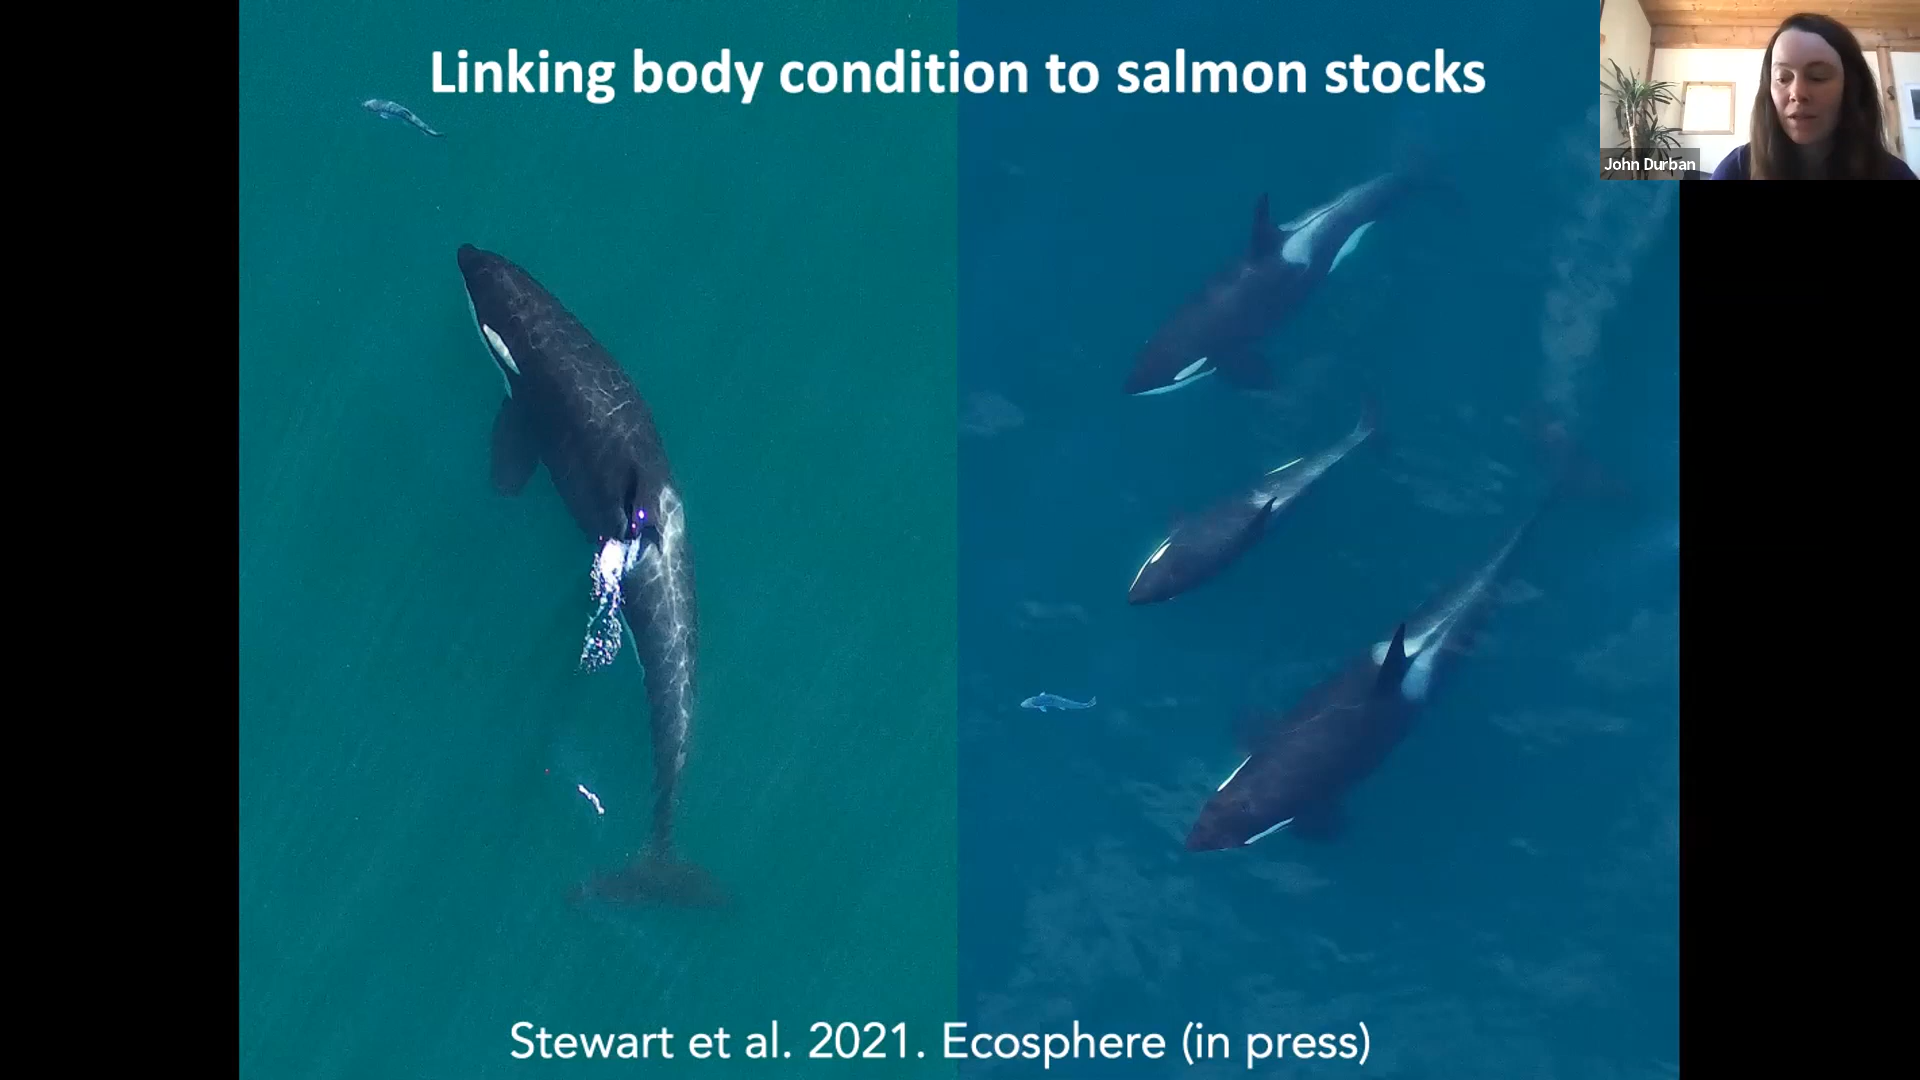 Linking body condition to salmon stocks
John Durban
Stewart et al. 2021. Ecosphere (in press)